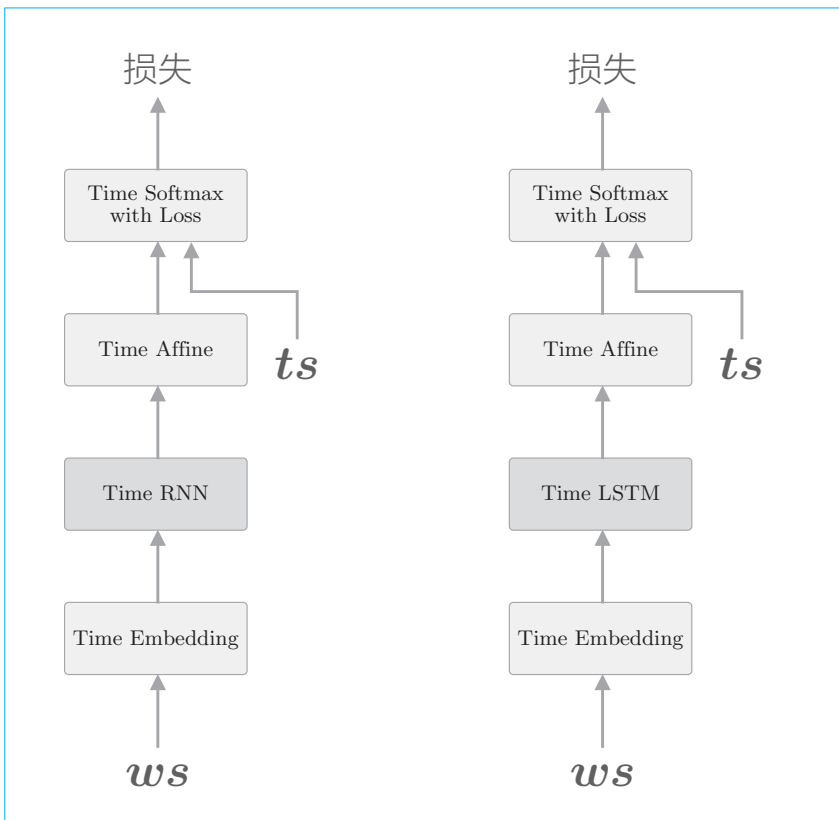 损失
Time Softmax
with Loss
Time Affine
ts
Time RNN
Time Embedding
ws
损失
Time Softmax
with Loss
Time Affine
ts
Time LSTM
Time Embedding
ws